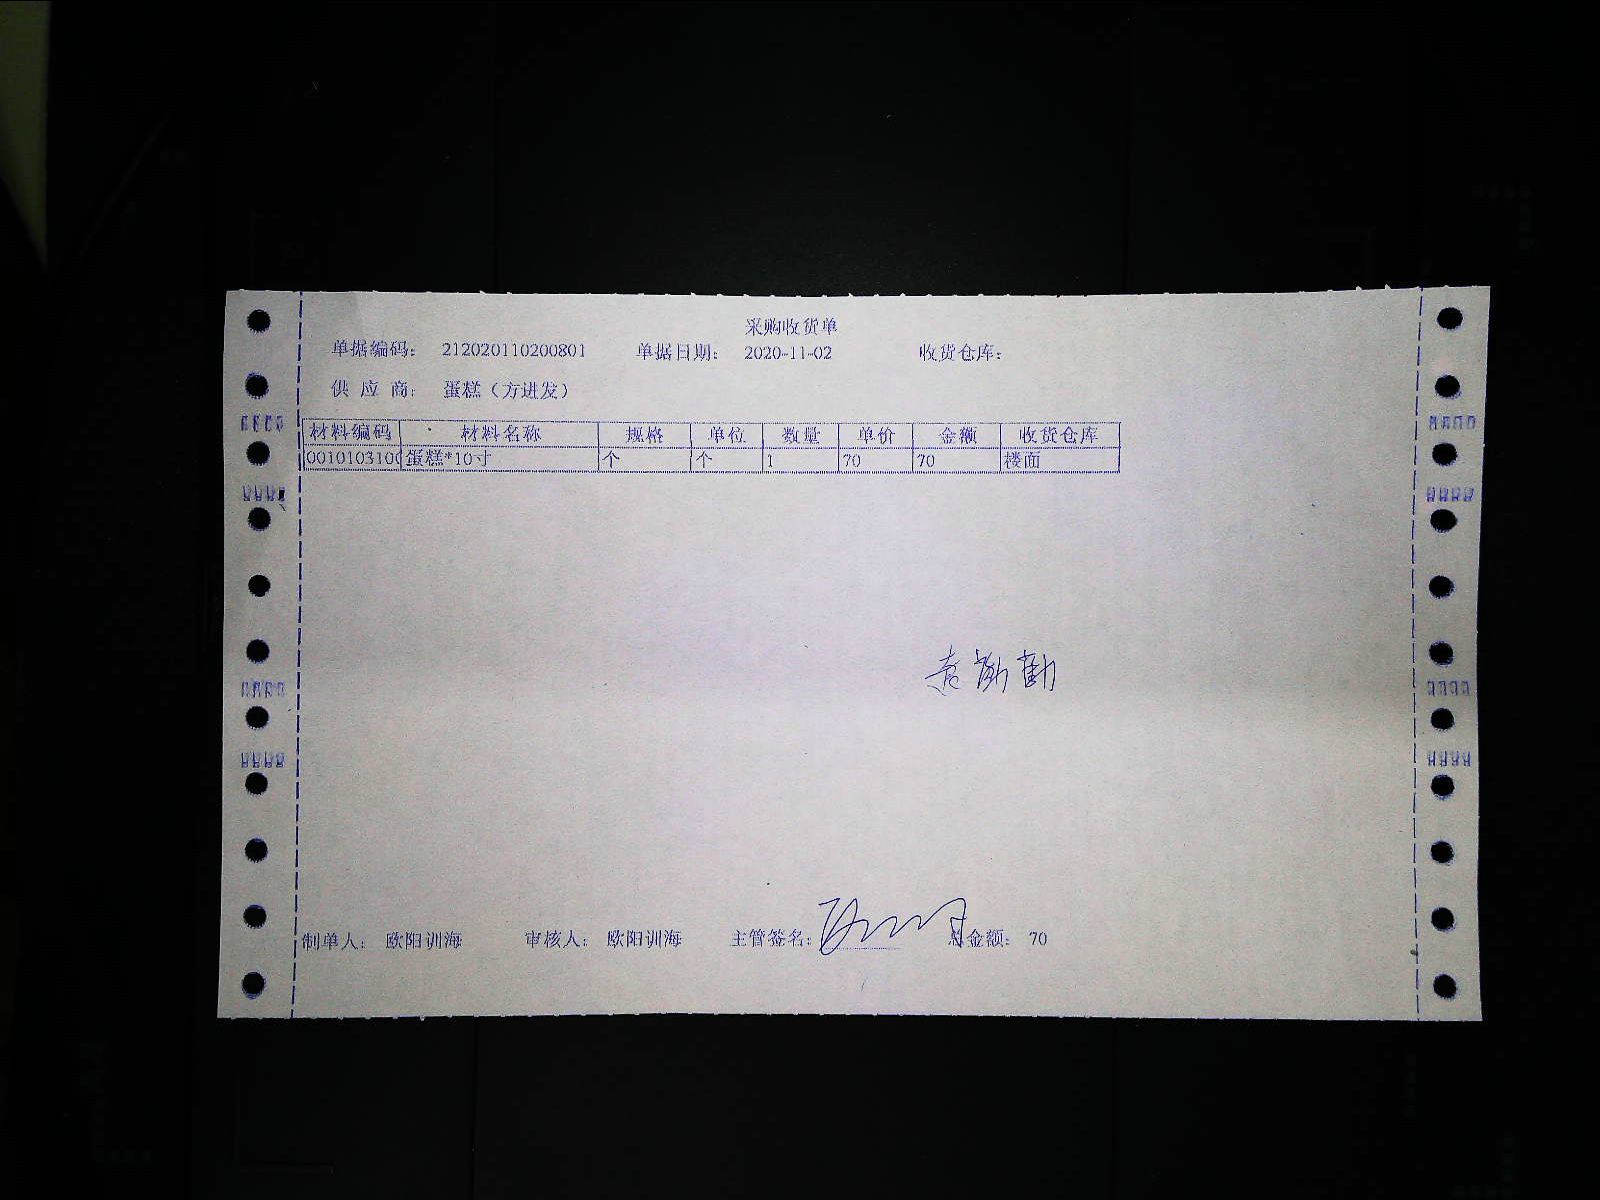 采购收货单
单据编码： 212020110200801 单据日期： 2020-11-02 收货仓库：
供 应 商： 蛋糕（方进发）
材料编码 材料名称 规格 单位 数量 单价 金额 收货仓库
0010103100 蛋糕*10寸 个 个 1 70 70 楼面
制单人： 欧阳训海 审核人： 欧阳训海 主管签名： 总金额： 70